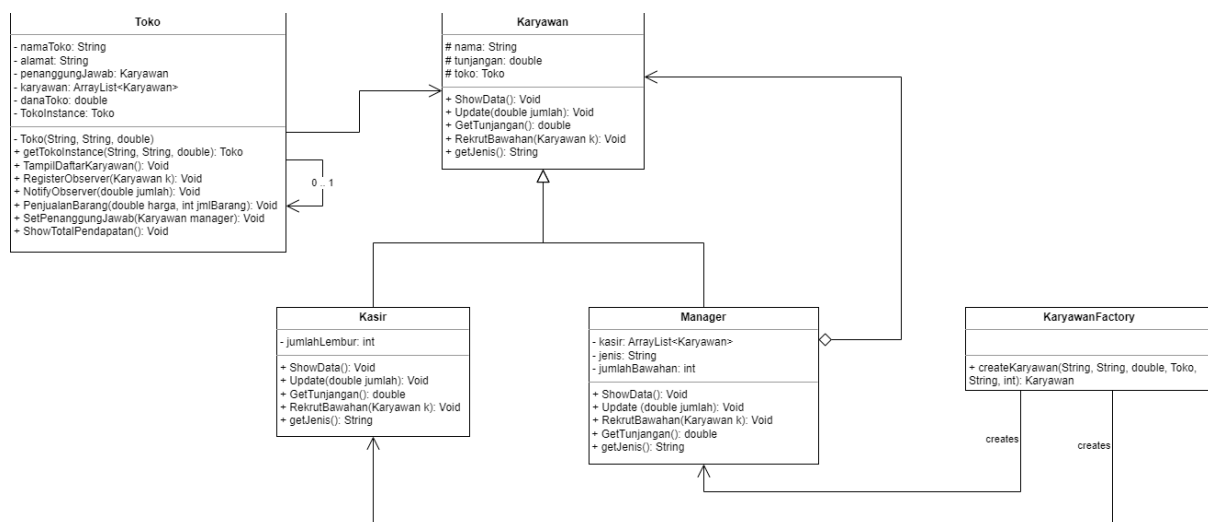 Toko
- namaToko: String
- alamat: String
- penanggungJawab: Karyawan
- karyawan: ArrayList<Karyawan>
- danaToko: double
- TokoInstance: Toko
- Toko(String, String, double)
+ getTokoInstance(String, String, double): Toko
+ TampilDaftarKaryawan(): Void
+ RegisterObserver(Karyawan k): Void
+ NotifyObserver(double jumlah): Void
+ PenjualanBarang(double harga, int jmlBarang): Void
+ SetPenanggungJawab(Karyawan manager): Void
+ ShowTotalPendapatan(): Void
0 .. 1
Karyawan
# nama: String
# tunjangan: double
# toko: Toko
+ ShowData(): Void
+ Update(double jumlah): Void
+ GetTunjangan(): double
+ RekrutBawahan(Karyawan k): Void
+ getJenis(): String
Kasir
- jumlahLembur: int
+ ShowData(): Void
+ Update(double jumlah): Void
+ GetTunjangan(): double
+ RekrutBawahan(Karyawan k): Void
+ getJenis(): String
Manager
- kasir: ArrayList<Karyawan>
- jenis: String
- jumlahBawahan: int
+ ShowData(): Void
+ Update (double jumlah): Void
+ RekrutBawahan(Karyawan k): Void
+ GetTunjangan(): double
+ getJenis(): String
KaryawanFactory
+ createKaryawan(String, String, double, Toko,
String, int): Karyawan
creates
creates